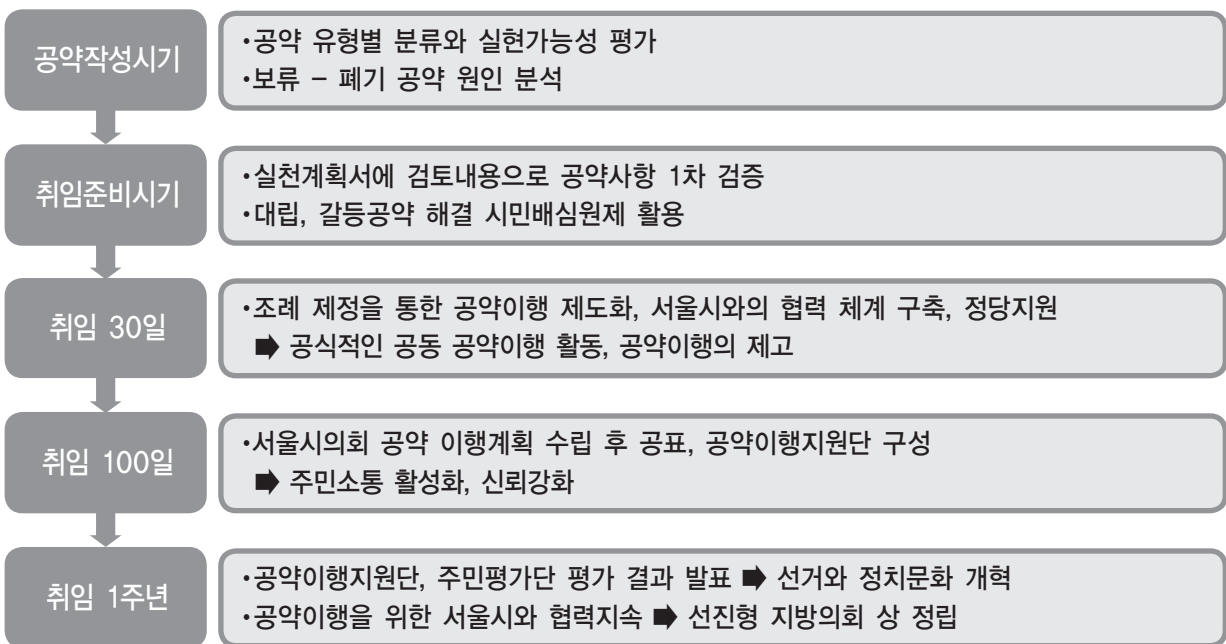 공약작성시기
·공약 유형별 분류와 실현가능성 평가
·보류 – 폐기 공약 원인 분석
취임준비시기
·실천계획서에 검토내용으로 공약사항 1차 검증
·대립, 갈등공약 해결 시민배심원제 활용
취임 30일
·조례 제정을 통한 공약이행 제도화, 서울시와의 협력 체계 구축, 정당지원
➡ 공식적인 공동 공약이행 활동, 공약이행의 제고
취임 100일
·서울시의회 공약 이행계획 수립 후 공표, 공약이행지원단 구성
➡ 주민소통 활성화, 신뢰강화
취임 1주년
·공약이행지원단, 주민평가단 평가 결과 발표 ➡ 선거와 정치문화 개혁
·공약이행을 위한 서울시와 협력지속 ➡ 선진형 지방의회 상 정립